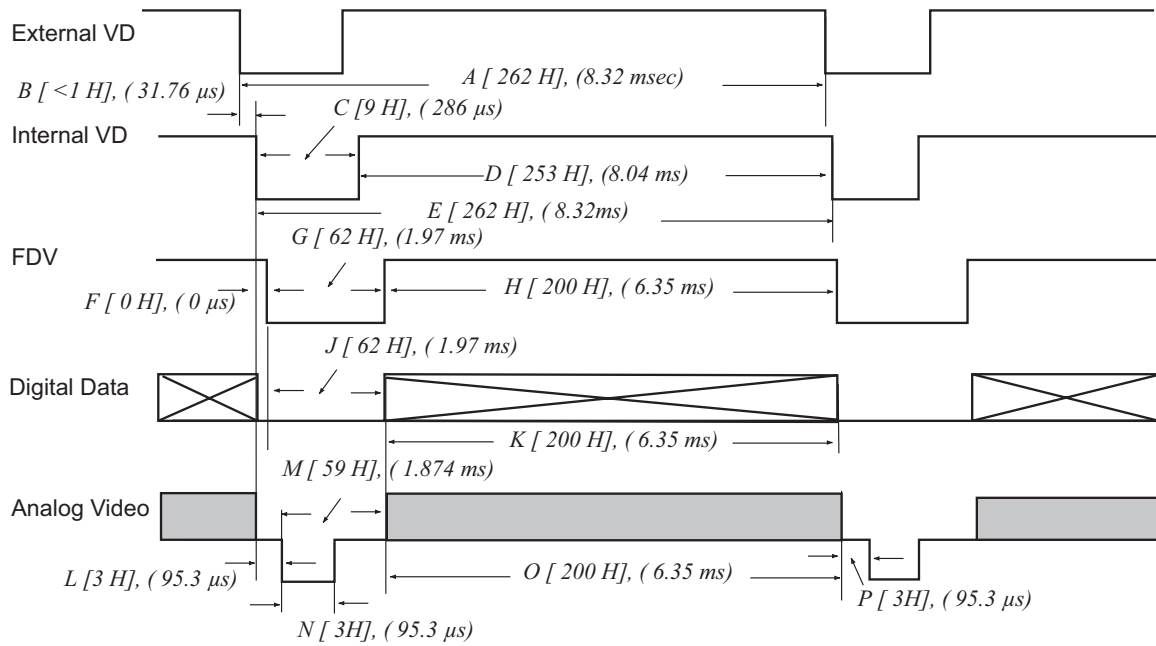 External VD
A [ 262 H], (8.32 msec)
B [ <1 H], ( 31.76 µs)
C [9 H], ( 286 µs)
Internal VD
D [ 253 H], (8.04 ms)
E [ 262 H], ( 8.32ms)
G [ 62 H], (1.97 ms)
FDV
H [ 200 H], ( 6.35 ms)
F [ 0 H], ( 0 µs)
J [ 62 H], ( 1.97 ms)
Digital Data
K [ 200 H], ( 6.35 ms)
M [ 59 H], ( 1.874 ms)
Analog Video
L [3 H], ( 95.3 µs)
O [ 200 H], ( 6.35 ms)
P [ 3H], ( 95.3 µs)
N [ 3H], ( 95.3 µs)